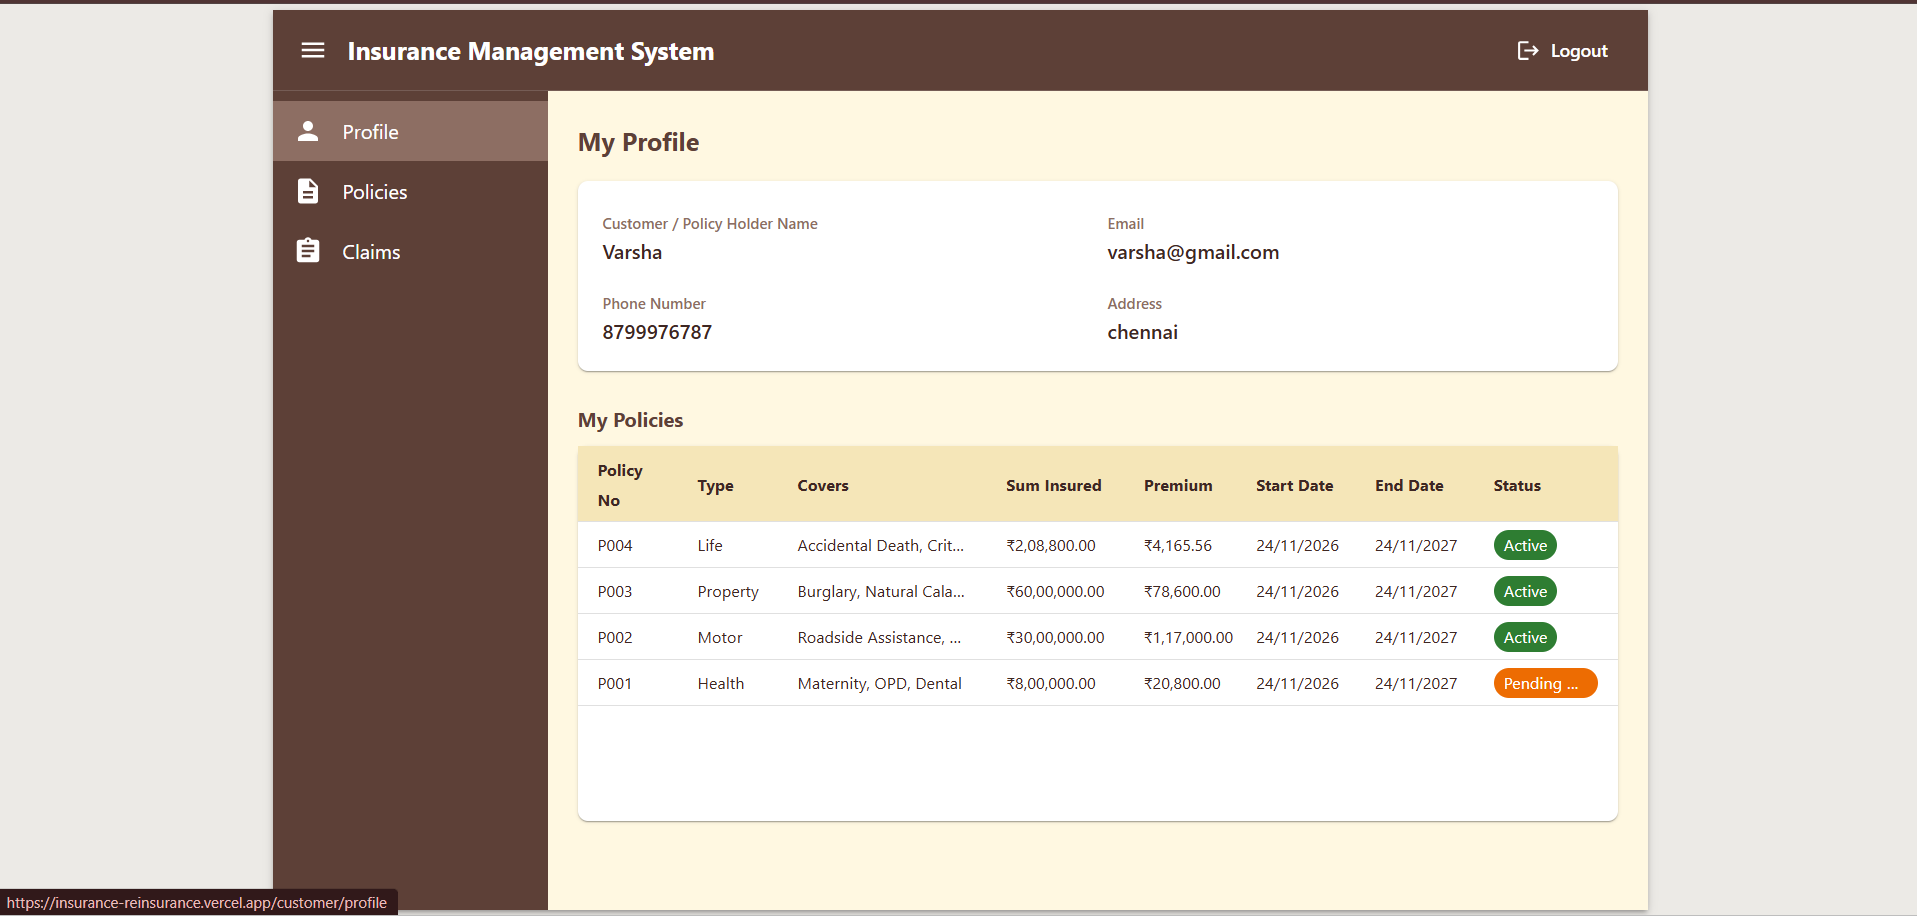 Insurance Management System
Logout
Profile
Policies
Claims
My Profile
Customer / Policy Holder Name
Varsha
Email
varsha@gmail.com
Phone Number
8799976787
Address
chennai
My Policies
Policy No Type Covers Sum Insured Premium Start Date End Date Status
P004 Life Accidental Death, Crit... ₹2,08,800.00 ₹4,165.56 24/11/2026 24/11/2027 Active
P003 Property Burglary, Natural Cala... ₹60,00,000.00 ₹78,600.00 24/11/2026 24/11/2027 Active
P002 Motor Roadside Assistance, ... ₹30,00,000.00 ₹1,17,000.00 24/11/2026 24/11/2027 Active
P001 Health Maternity, OPD, Dental ₹8,00,000.00 ₹20,800.00 24/11/2026 24/11/2027 Pending ...
https://insurance-reinsurance.vercel.app/customer/profile